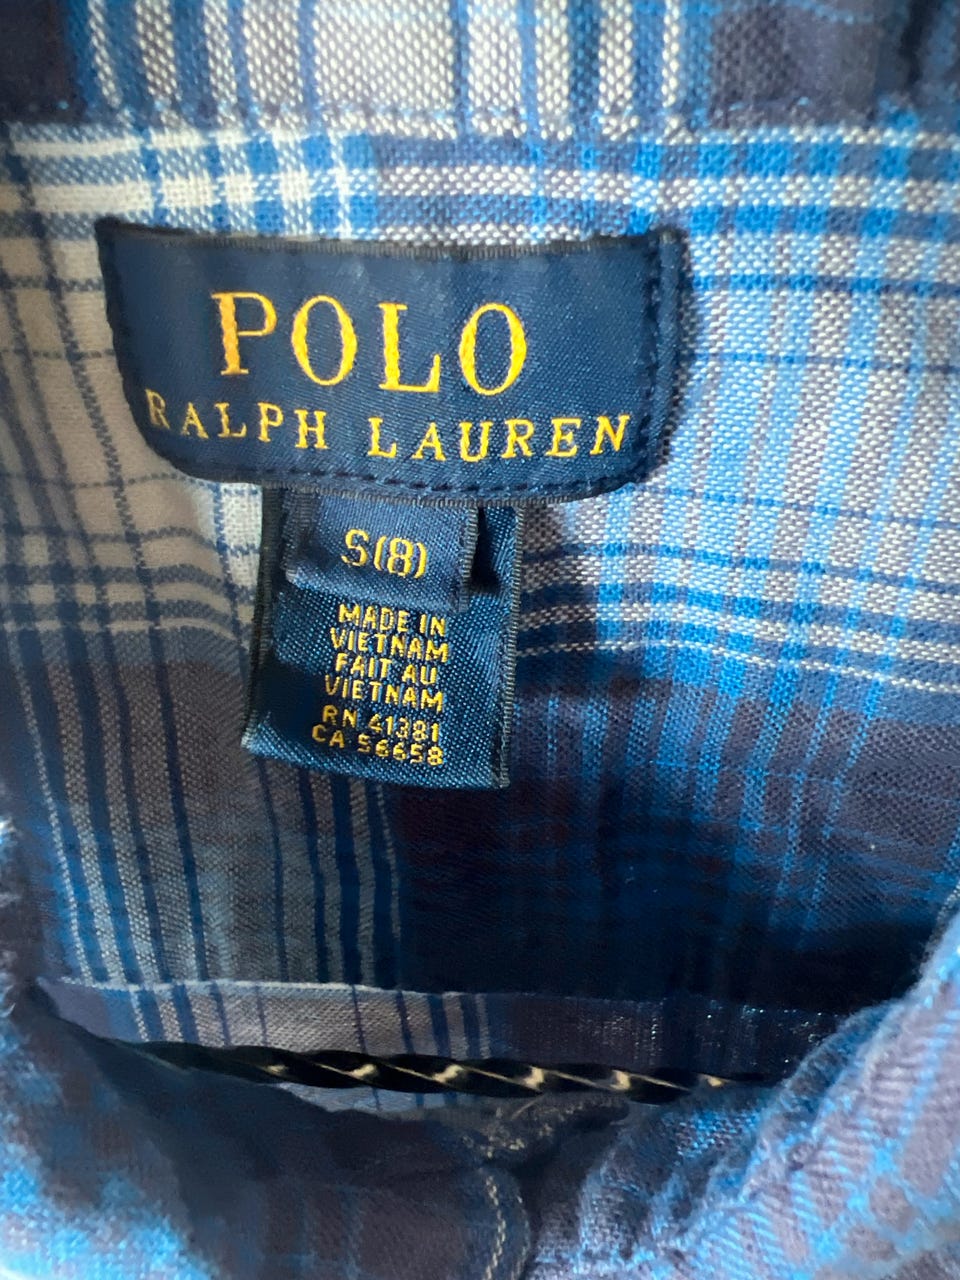 POLO
RALPH LAUREN
S(8)
MADE IN
VIETNAM
FAIT AU
VIETNAM
RN 41381
CA 56658